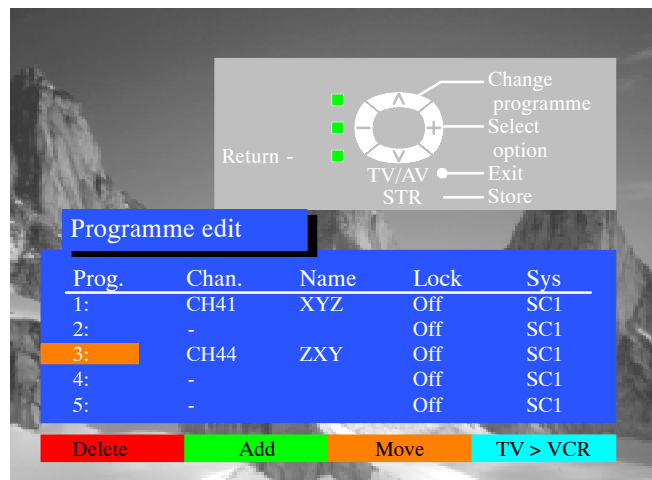 Change
programme
Select
option
Return -
TV/AV
Exit
STR
Store
Programme edit
Prog. Chan. Name Lock Sys
1: CH41 XYZ Off SC1
2: - Off SC1
3: CH44 ZXY Off SC1
4: - Off SC1
5: - Off SC1
Delete Add Move TV > VCR